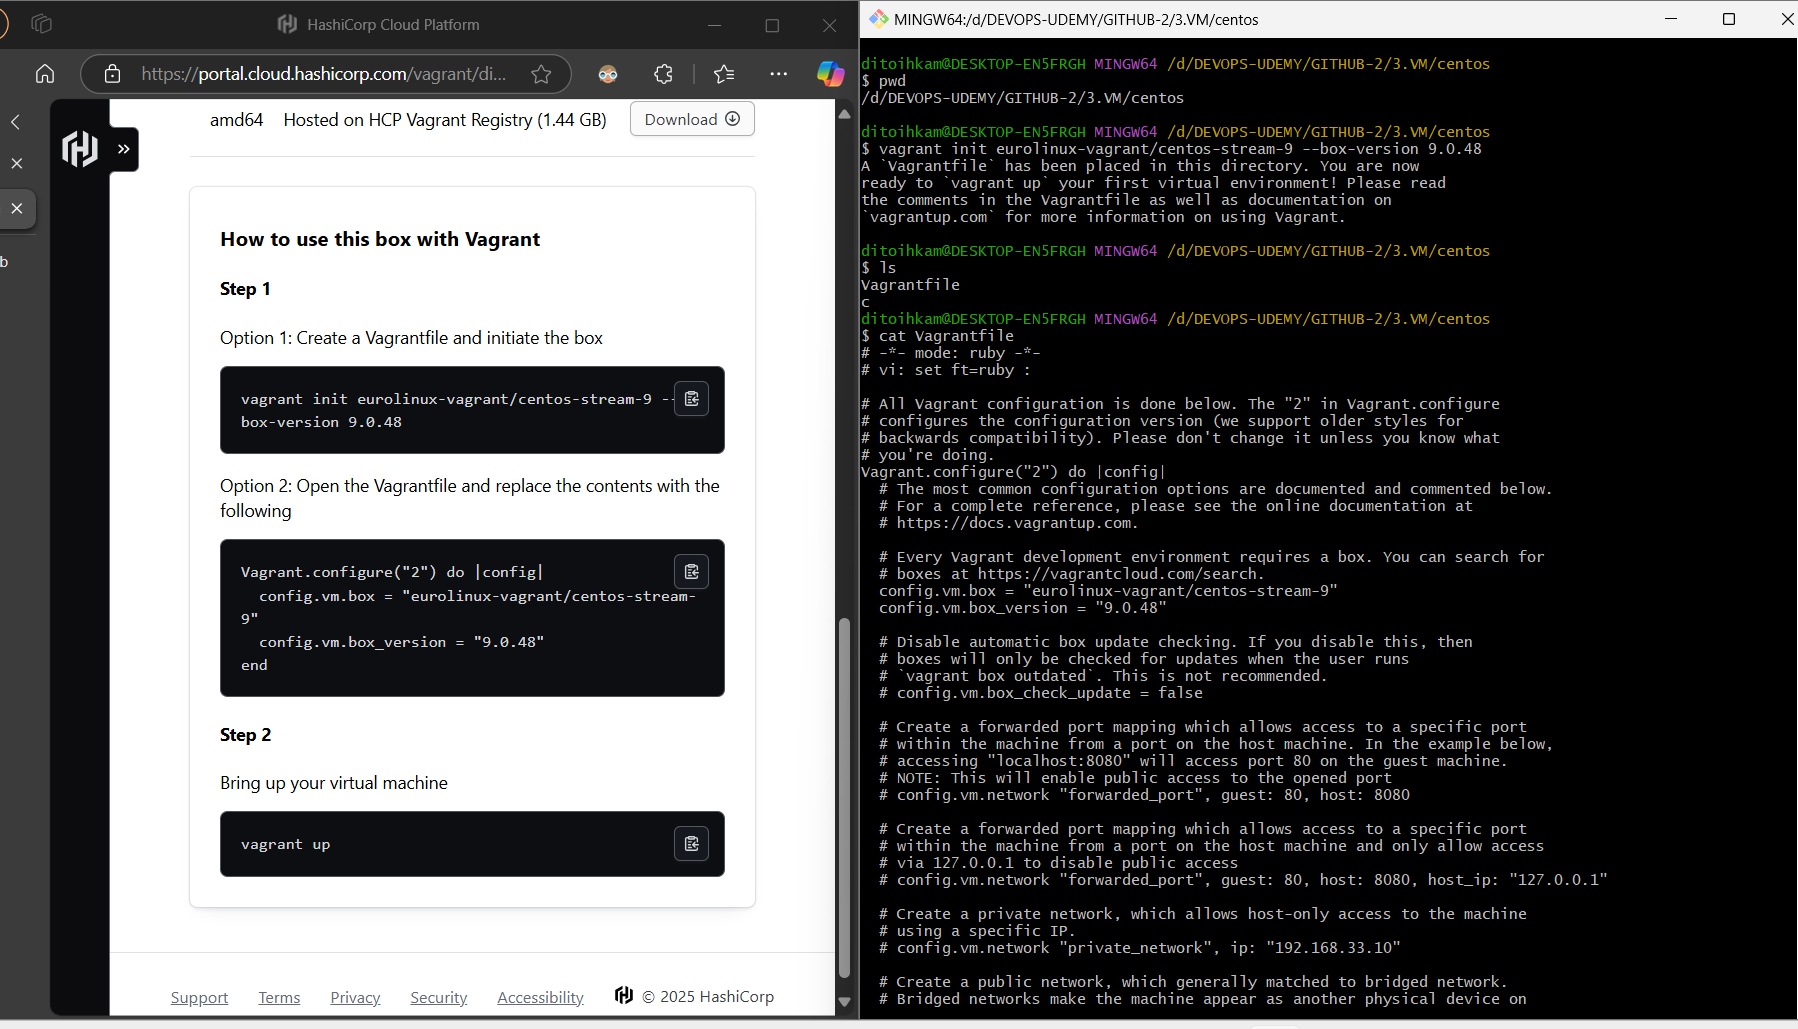 HashiCorp Cloud Platform
https://portal.cloud.hashicorp.com/vagrant/di...
b
amd64 Hosted on HCP Vagrant Registry (1.44 GB) Download
How to use this box with Vagrant
Step 1
Option 1: Create a Vagrantfile and initiate the box
vagrant init eurolinux-vagrant/centos-stream-9 --
box-version 9.0.48
Option 2: Open the Vagrantfile and replace the contents with the
following
Vagrant.configure("2") do |config|
  config.vm.box = "eurolinux-vagrant/centos-stream-
9"
  config.vm.box_version = "9.0.48"
end
Step 2
Bring up your virtual machine
vagrant up
Support Terms Privacy Security Accessibility © 2025 HashiCorp
MINGW64:/d/DEVOPS-UDEMY/GITHUB-2/3.VM/centos
ditoihkam@DESKTOP-EN5FRGH MINGW64 /d/DEVOPS-UDEMY/GITHUB-2/3.VM/centos
$ pwd
/d/DEVOPS-UDEMY/GITHUB-2/3.VM/centos
ditoihkam@DESKTOP-EN5FRGH MINGW64 /d/DEVOPS-UDEMY/GITHUB-2/3.VM/centos
$ vagrant init eurolinux-vagrant/centos-stream-9 --box-version 9.0.48
A `Vagrantfile` has been placed in this directory. You are now
ready to `vagrant up` your first virtual environment! Please read
the comments in the Vagrantfile as well as documentation on
`vagrantup.com` for more information on using Vagrant.
ditoihkam@DESKTOP-EN5FRGH MINGW64 /d/DEVOPS-UDEMY/GITHUB-2/3.VM/centos
$ ls
Vagrantfile
c
ditoihkam@DESKTOP-EN5FRGH MINGW64 /d/DEVOPS-UDEMY/GITHUB-2/3.VM/centos
$ cat Vagrantfile
# -*- mode: ruby -*-
# vi: set ft=ruby :
# All Vagrant configuration is done below. The "2" in Vagrant.configure
# configures the configuration version (we support older styles for
# backwards compatibility). Please don't change it unless you know what
# you're doing.
Vagrant.configure("2") do |config|
  # The most common configuration options are documented and commented below.
  # For a complete reference, please see the online documentation at
  # https://docs.vagrantup.com.
  # Every Vagrant development environment requires a box. You can search for
  # boxes at https://vagrantcloud.com/search.
  config.vm.box = "eurolinux-vagrant/centos-stream-9"
  config.vm.box_version = "9.0.48"
  # Disable automatic box update checking. If you disable this, then
  # boxes will only be checked for updates when the user runs
  # `vagrant box outdated`. This is not recommended.
  # config.vm.box_check_update = false
  # Create a forwarded port mapping which allows access to a specific port
  # within the machine from a port on the host machine. In the example below,
  # accessing "localhost:8080" will access port 80 on the guest machine.
  # NOTE: This will enable public access to the opened port
  # config.vm.network "forwarded_port", guest: 80, host: 8080
  # Create a forwarded port mapping which allows access to a specific port
  # within the machine from a port on the host machine and only allow access
  # via 127.0.0.1 to disable public access
  # config.vm.network "forwarded_port", guest: 80, host: 8080, host_ip: "127.0.0.1"
  # Create a private network, which allows host-only access to the machine
  # using a specific IP.
  # config.vm.network "private_network", ip: "192.168.33.10"
  # Create a public network, which generally matched to bridged network.
  # Bridged networks make the machine appear as another physical device on